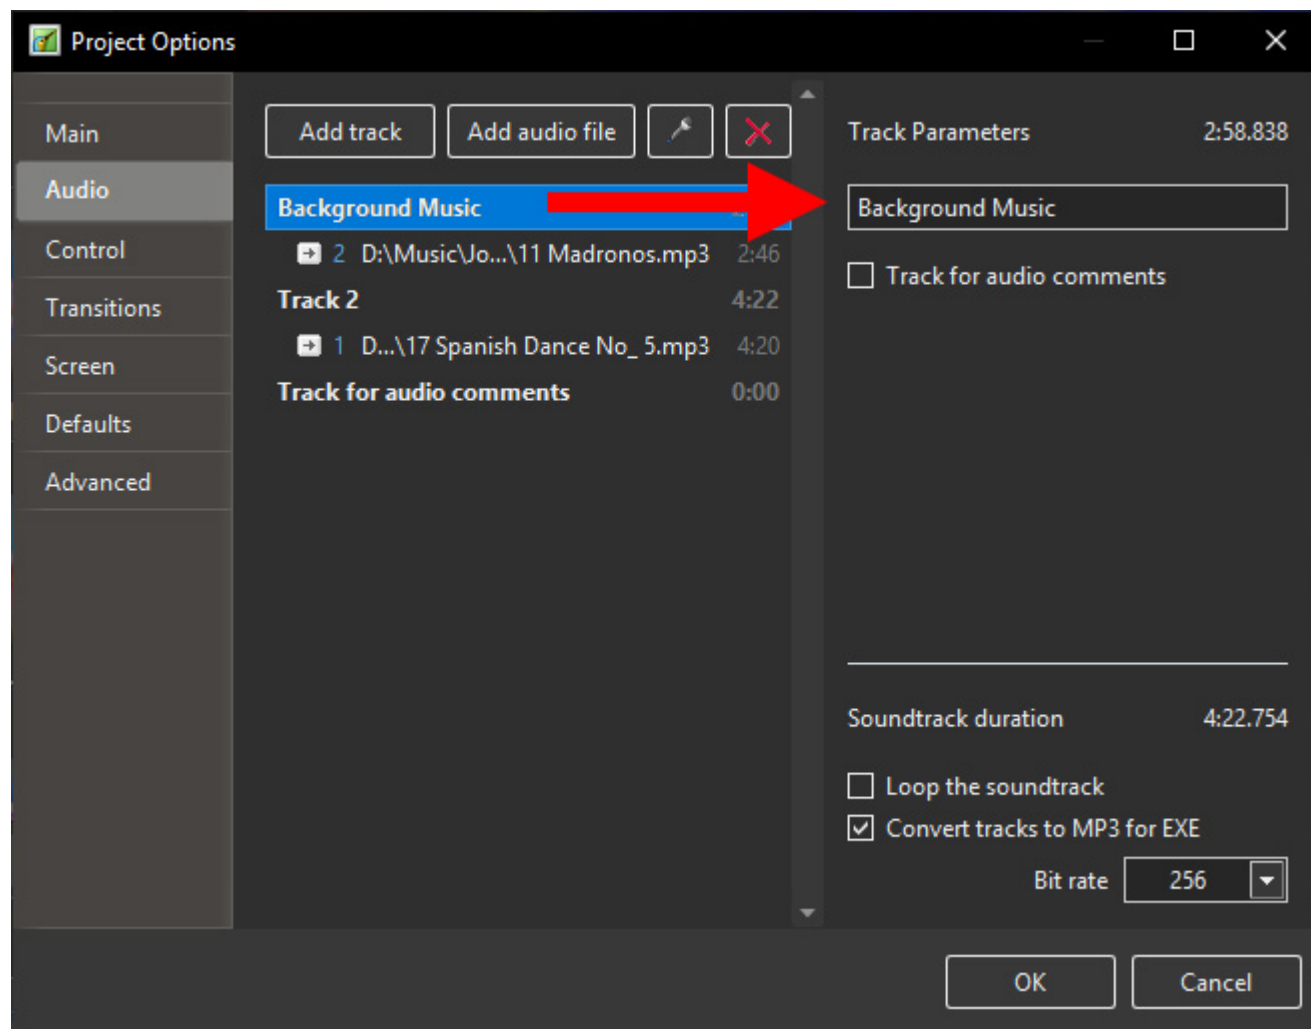 Project Options
Main
Audio
Control
Transitions
Screen
Defaults
Advanced
Add track
Add audio file
Background Music
2 D:\Music\Jo...\11 Madronos.mp3 2:46
Track 2 4:22
1 D...\17 Spanish Dance No_ 5.mp3 4:20
Track for audio comments 0:00
Track Parameters 2:58.838
Background Music
Track for audio comments
Soundtrack duration 4:22.754
Loop the soundtrack
Convert tracks to MP3 for EXE
Bit rate 256
OK Cancel